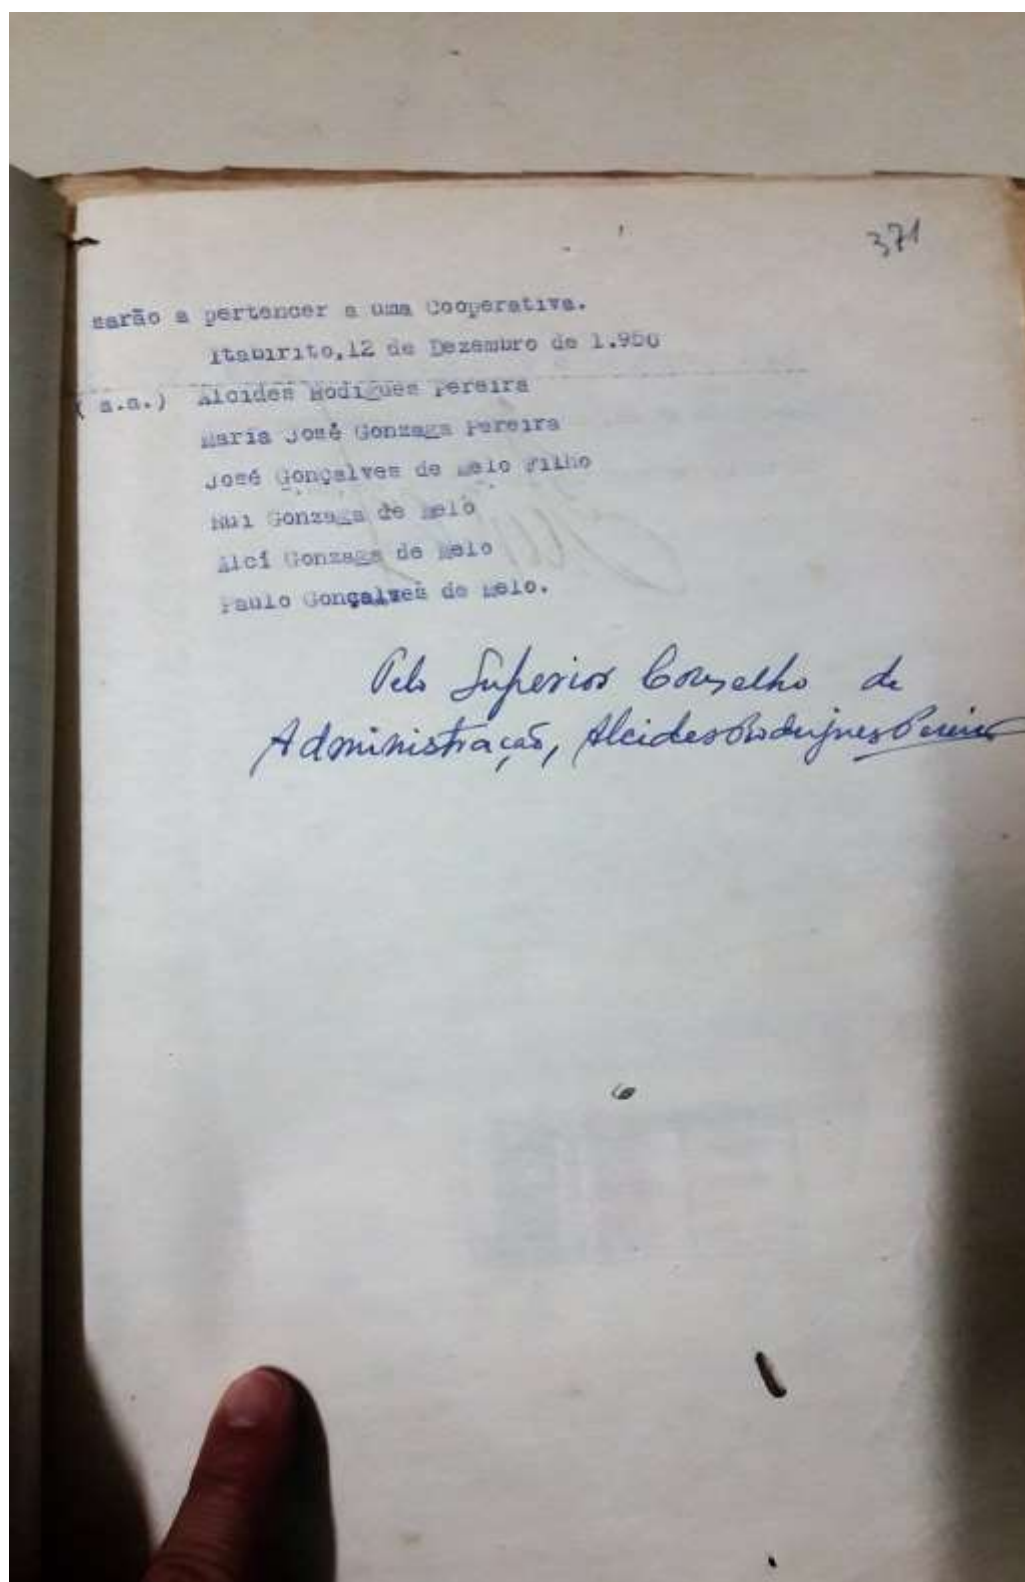 371
sarão a pertencer a uma Cooperativa.
Itabirito,12 de Dezembro de 1.950
( a.a.) Alcides Rodigues Pereira
Maria José Gonzaga Pereira
José Gonçalves de Melo Filho
Rui Gonzaga de Melo
Alcí Gonzaga de Melo
Paulo Gonçalves de Melo.
Pelo Superior Conselho de
Administração, Alcides Rodrigues Pereira